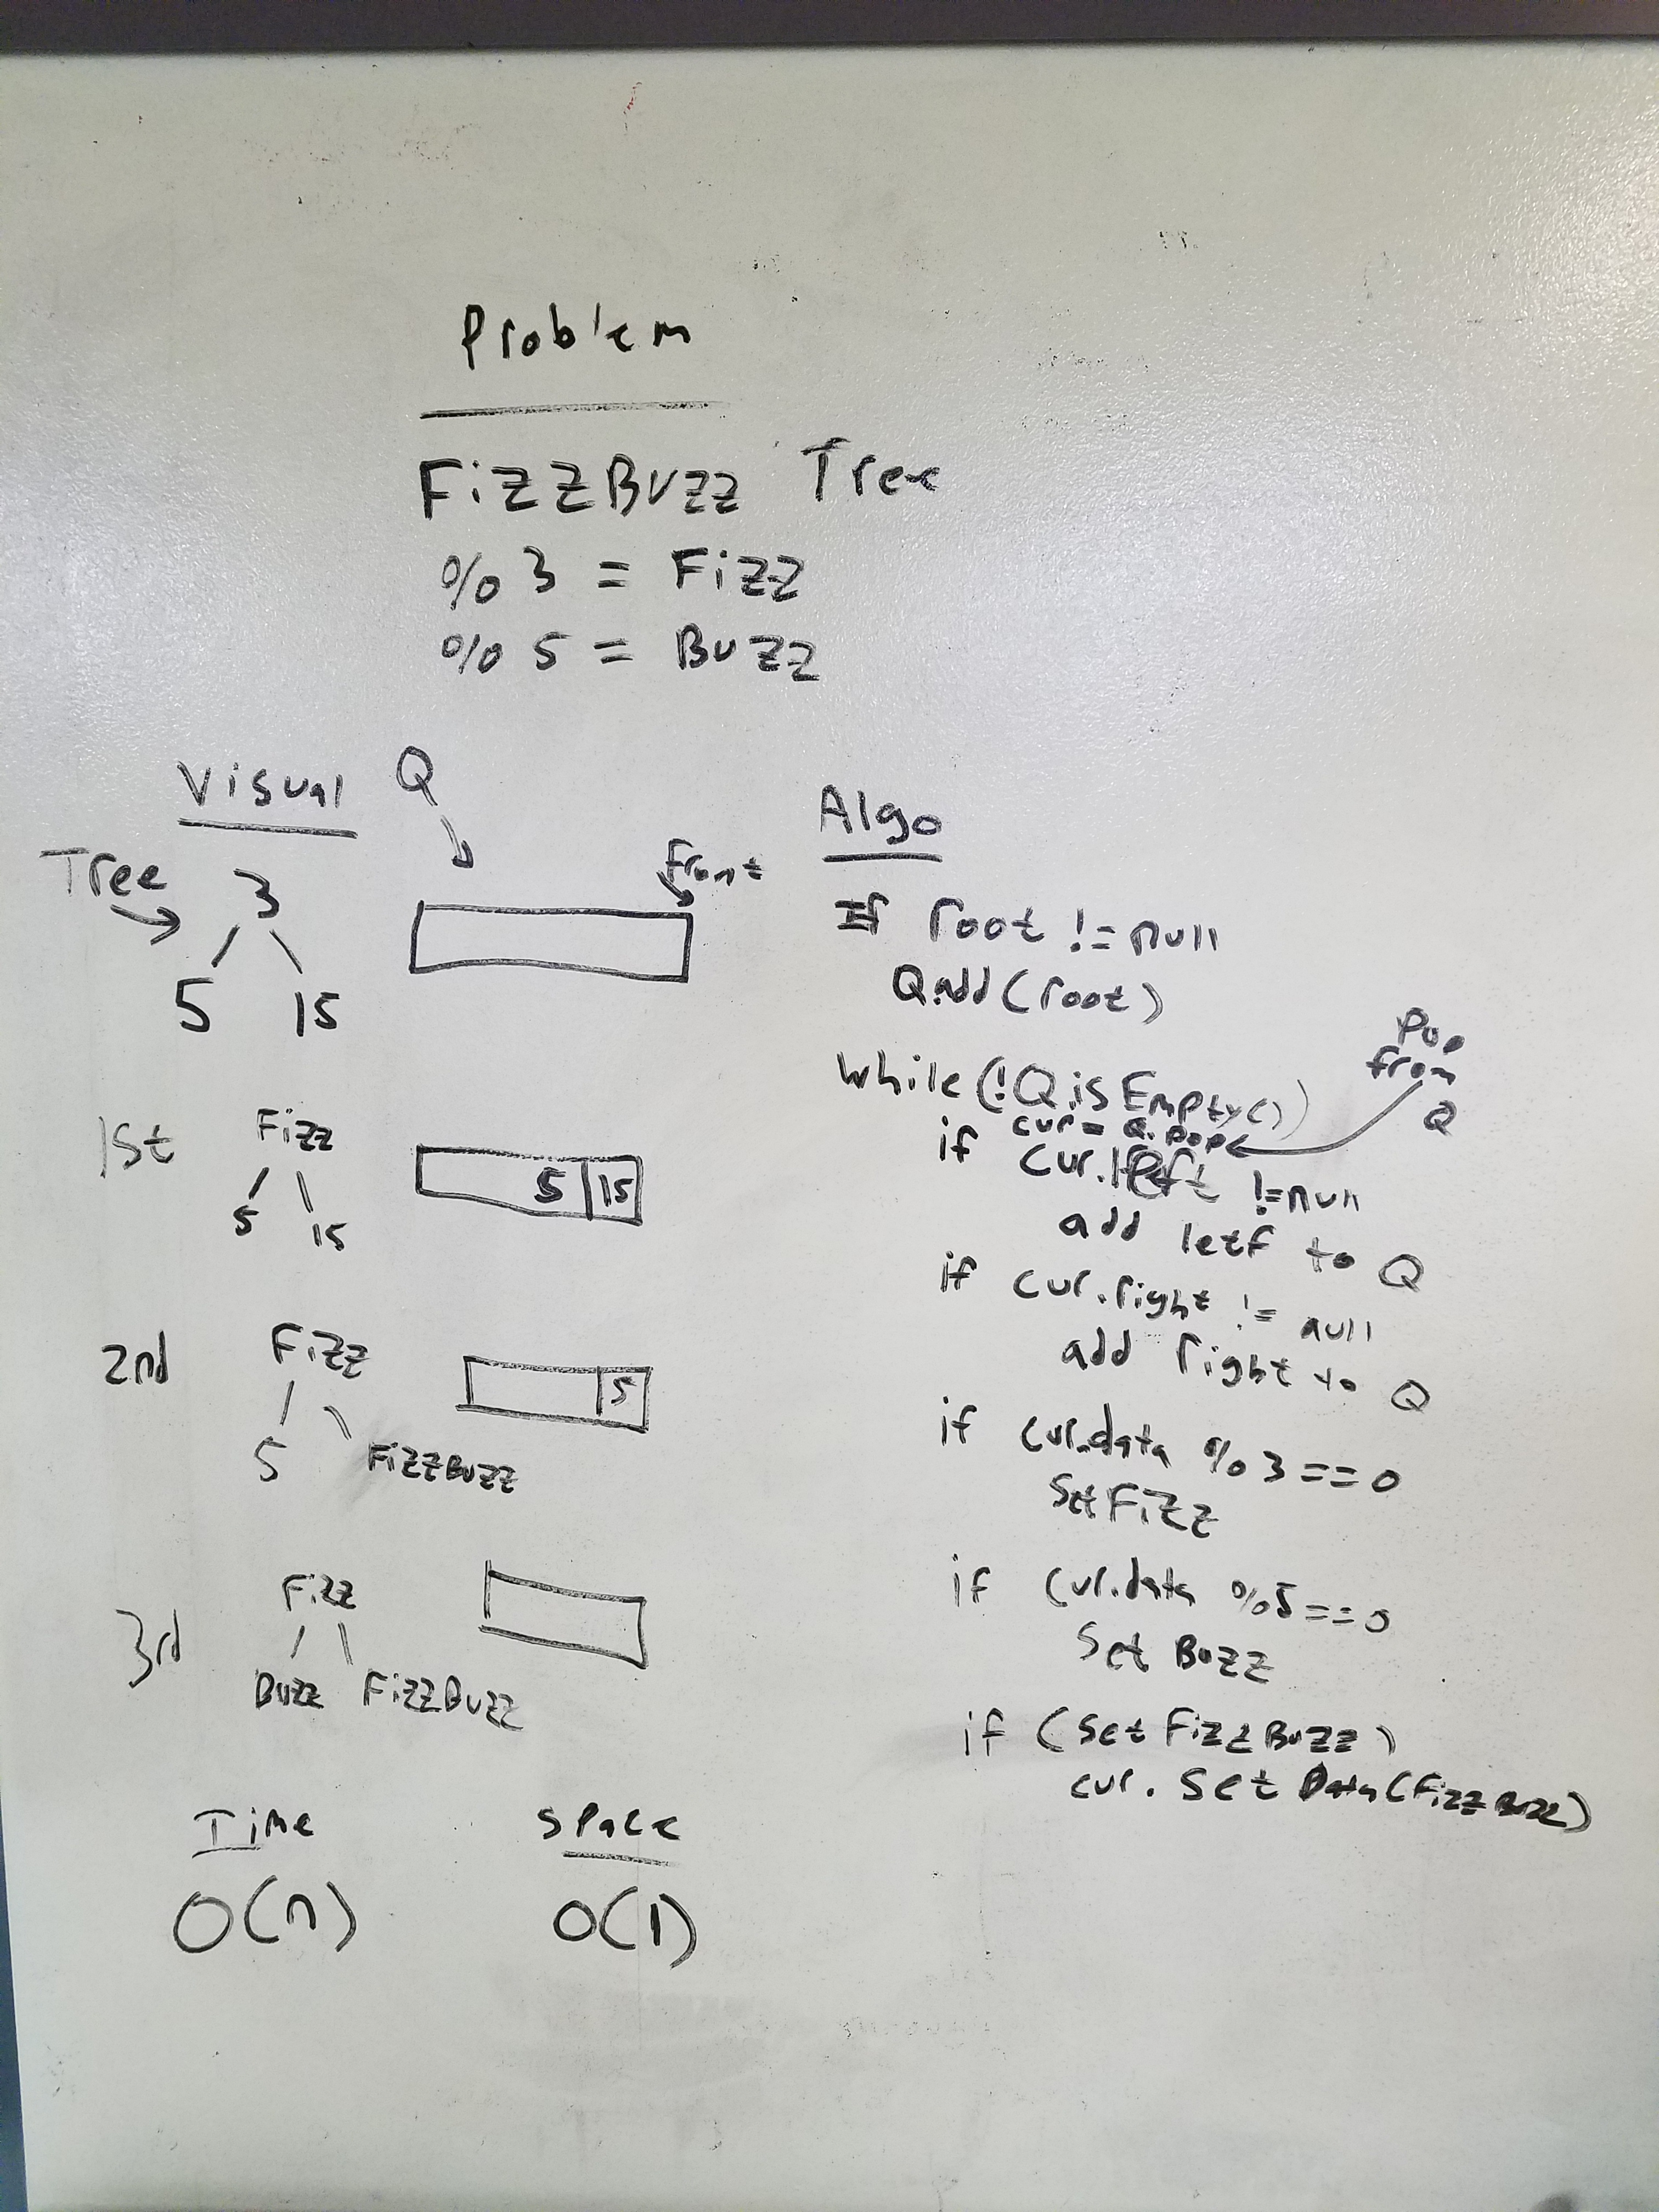 Problem
FizzBuzz Tree
% 3 = Fizz
% 5 = Buzz
Visual
Q
Tree
3
5 15
Front
1st
Fizz
5 15
5 15
2nd
Fizz
5 FizzBuzz
5
3rd
Fizz
Buzz FizzBuzz
Time
O(n)
Space
O(1)
Algo
If root != null
Q.add(root)
While(!Q.isEmpty())
cur = Q.pop
Pop
from
Q
if cur.left != null
add letf to Q
if cur.right != null
add right to Q
if cur.data % 3 == 0
Set Fizz
if cur.data % 5 == 0
Set Buzz
if (set FizzBuzz)
cur. Set Data(FizzBuzz)